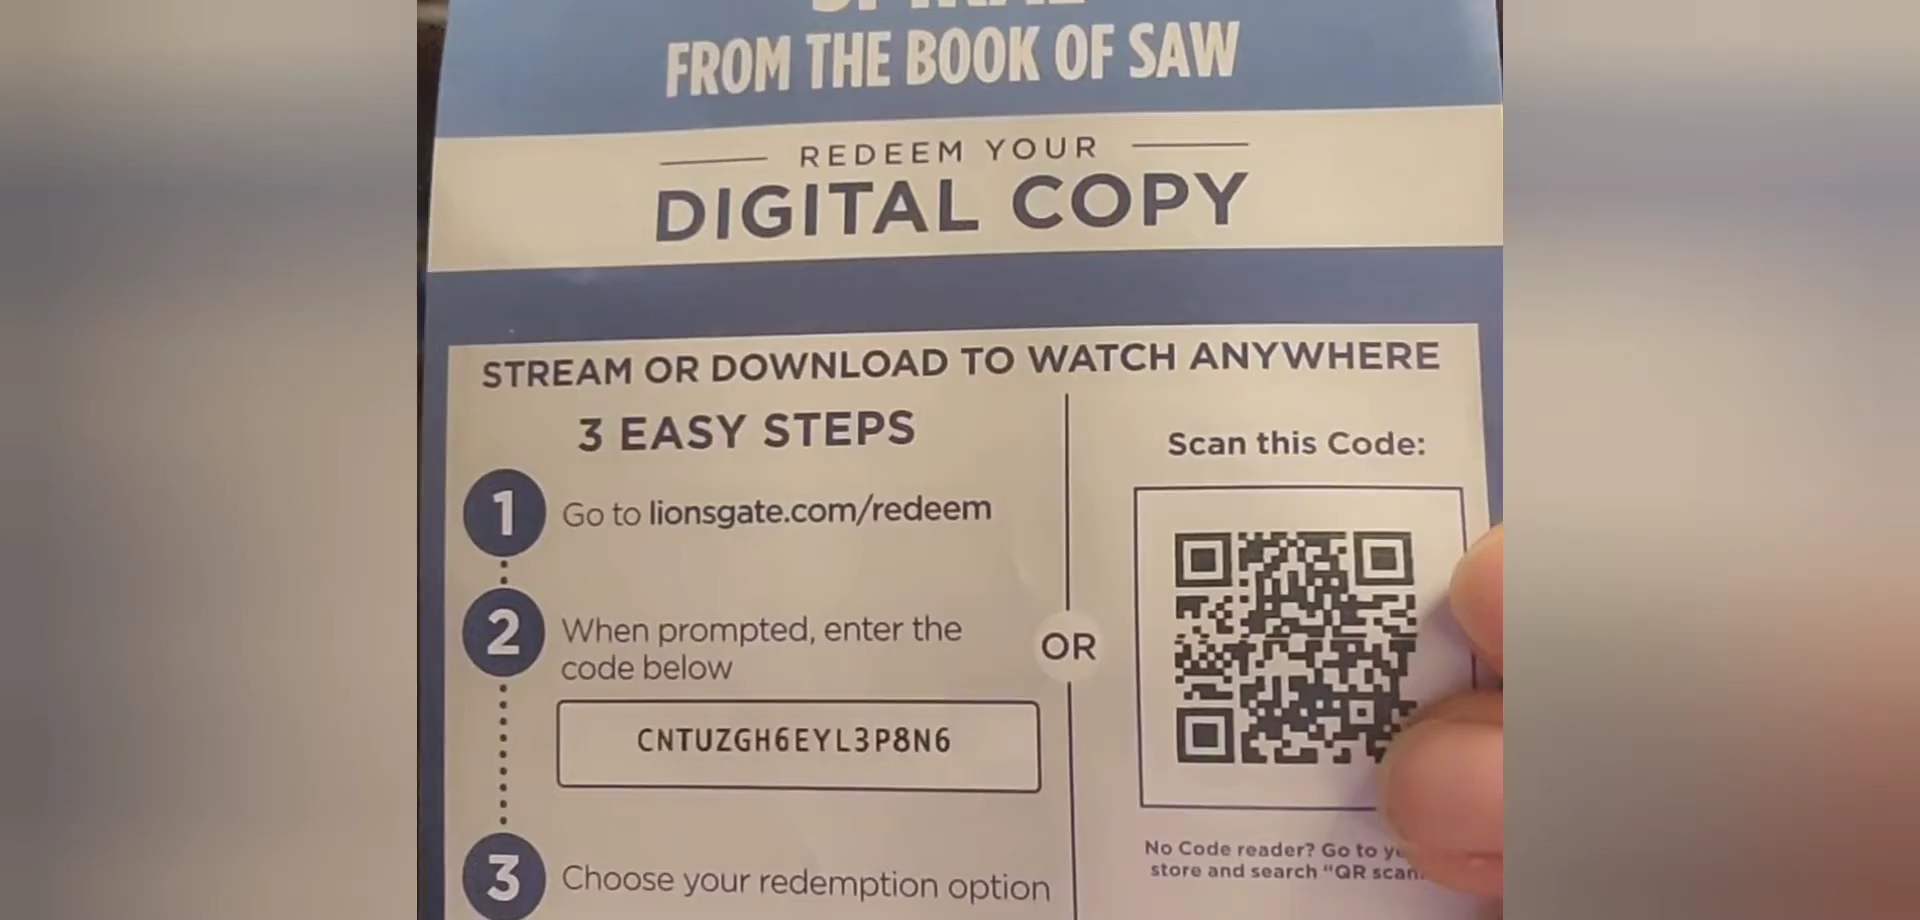 FROM THE BOOK OF SAW
REDEEM YOUR
DIGITAL COPY
STREAM OR DOWNLOAD TO WATCH ANYWHERE
3 EASY STEPS
1 Go to lionsgate.com/redeem
2 When prompted, enter the
code below
CNTUZGH6EYL3P8N6
3 Choose your redemption option
OR
Scan this Code:
No Code reader? Go to
store and search "QR